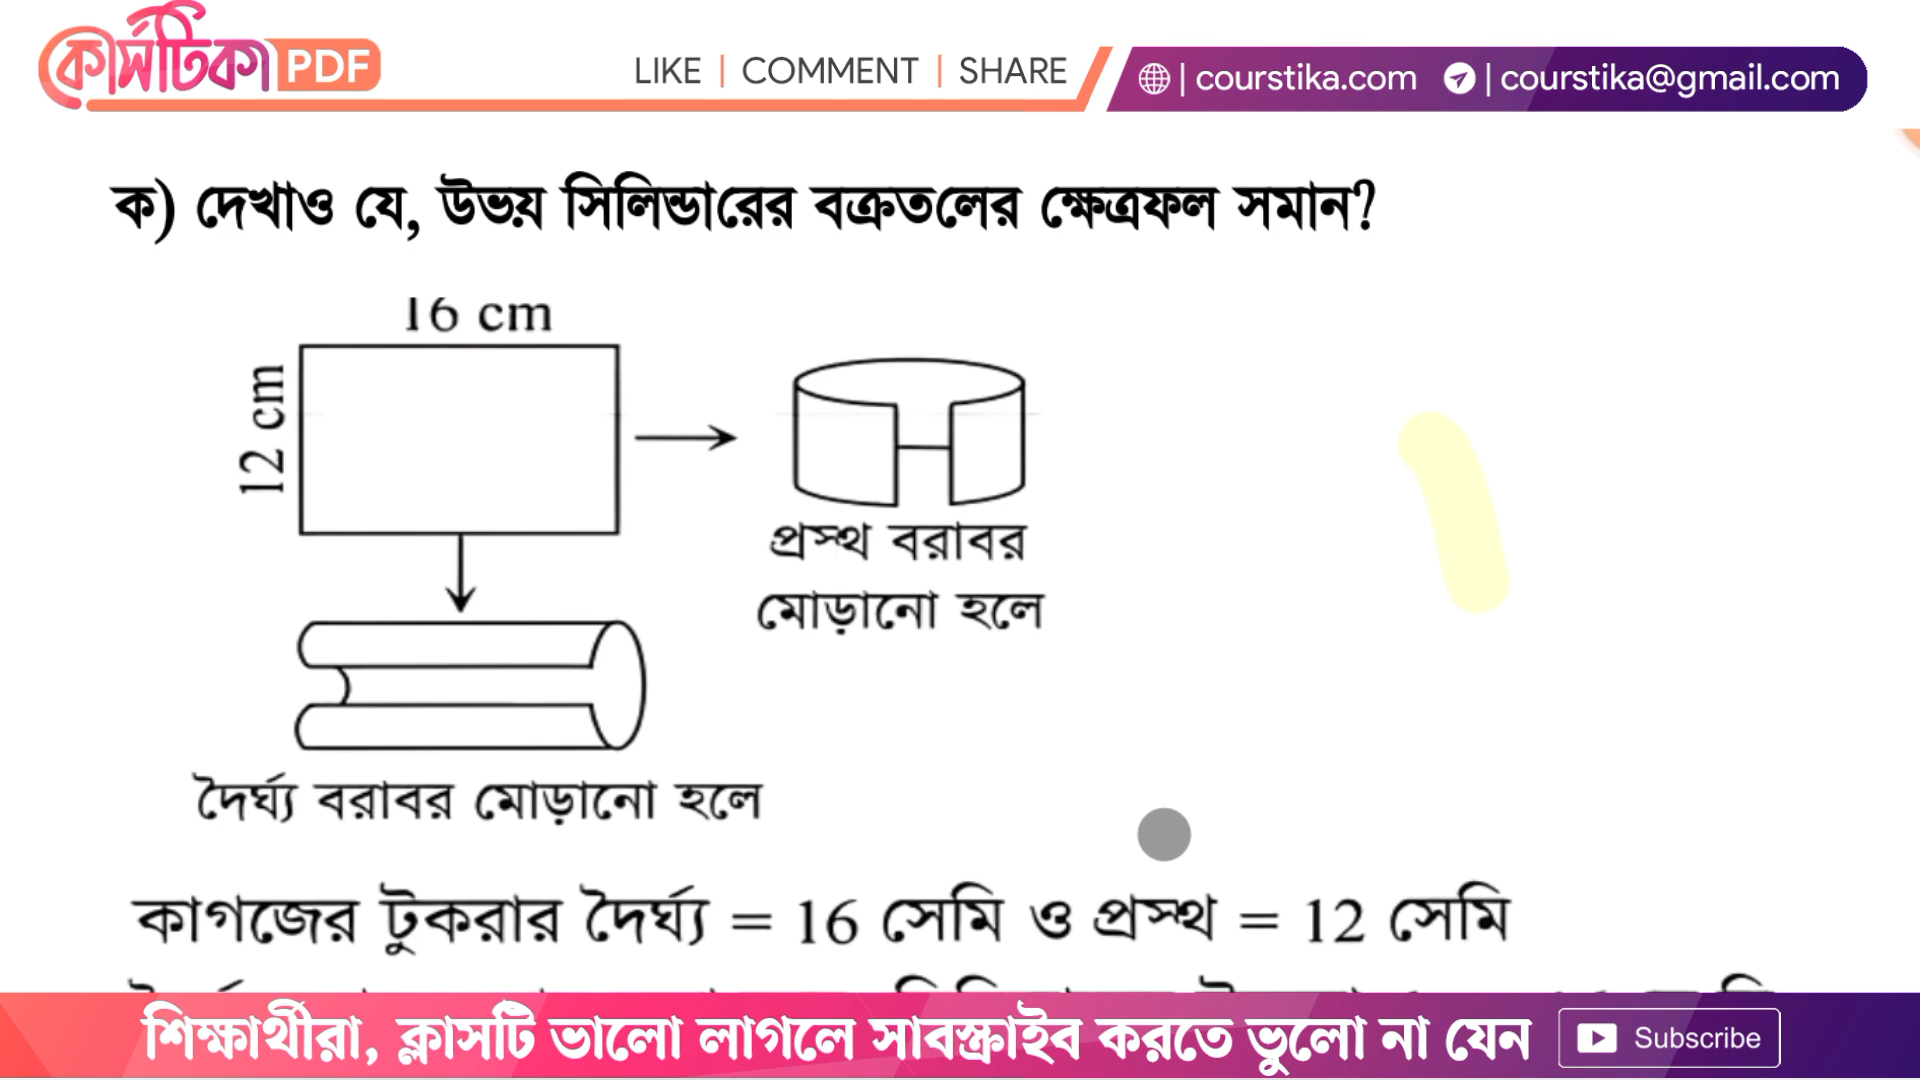 কোর্সটিকা PDF
LIKE | COMMENT | SHARE
| courstika.com | courstika@gmail.com
ক) দেখাও যে, উভয় সিলিন্ডারের বক্রতলের ক্ষেত্রফল সমান?
16 cm
12 cm
প্রস্থ বরাবর
মোড়ানো হলে
দৈর্ঘ্য বরাবর মোড়ানো হলে
কাগজের টুকরার দৈর্ঘ্য = 16 সেমি ও প্রস্থ = 12 সেমি
শিক্ষার্থীরা, ক্লাসটি ভালো লাগলে সাবস্ক্রাইব করতে ভুলো না যেন
Subscribe